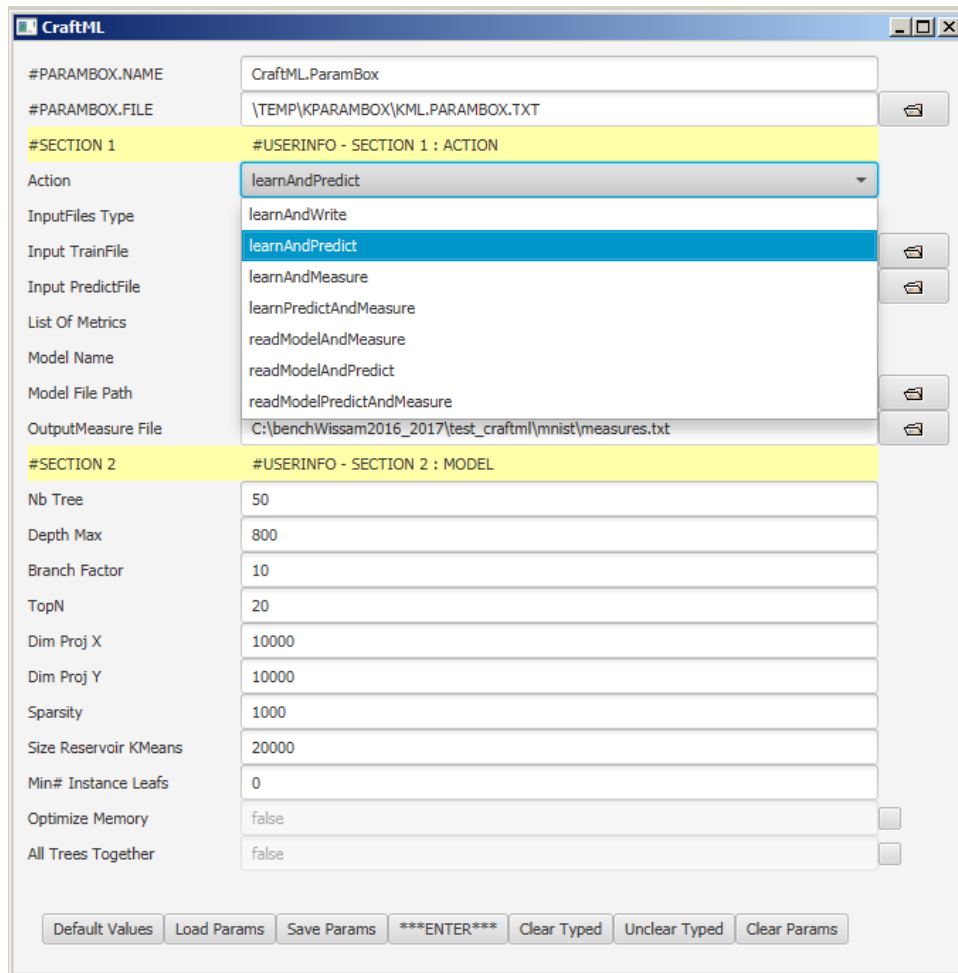 CraftML
#PARAMBOX.NAME CraftML.ParamBox
#PARAMBOX.FILE \TEMP\KPARAMBOX\KML.PARAMBOX.TXT
#SECTION 1 #USERINFO - SECTION 1 : ACTION
Action learnAndPredict
InputFiles Type learnAndWrite
Input TrainFile learnAndPredict
Input PredictFile learnAndMeasure
List Of Metrics learnPredictAndMeasure
Model Name readModelAndMeasure
Model File Path readModelAndPredict
readModelPredictAndMeasure
OutputMeasure File C:\benchWissam2016_2017\test_craftml\mnist\measures.txt
#SECTION 2 #USERINFO - SECTION 2 : MODEL
Nb Tree 50
Depth Max 800
Branch Factor 10
TopN 20
Dim Proj X 10000
Dim Proj Y 10000
Sparsity 1000
Size Reservoir KMeans 20000
Min# Instance Leafs 0
Optimize Memory false
All Trees Together false
Default Values Load Params Save Params ***ENTER*** Clear Typed Unclear Typed Clear Params